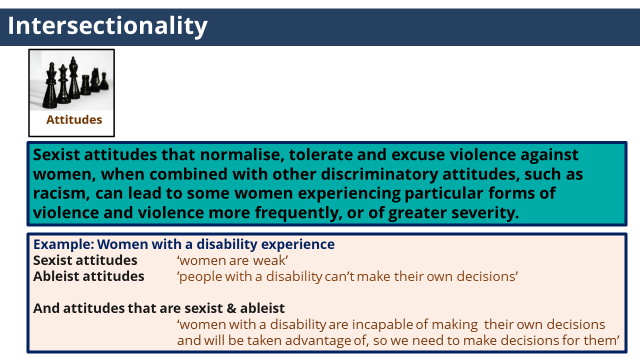 Intersectionality
Attitudes
Sexist attitudes that normalise, tolerate and excuse violence against
women, when combined with other discriminatory attitudes, such as
racism, can lead to some women experiencing particular forms of
violence and violence more frequently, or of greater severity.
Example: Women with a disability experience
Sexist attitudes ‘women are weak’
Ableist attitudes ‘people with a disability can’t make their own decisions’
And attitudes that are sexist & ableist
‘women with a disability are incapable of making their own decisions
and will be taken advantage of, so we need to make decisions for them’